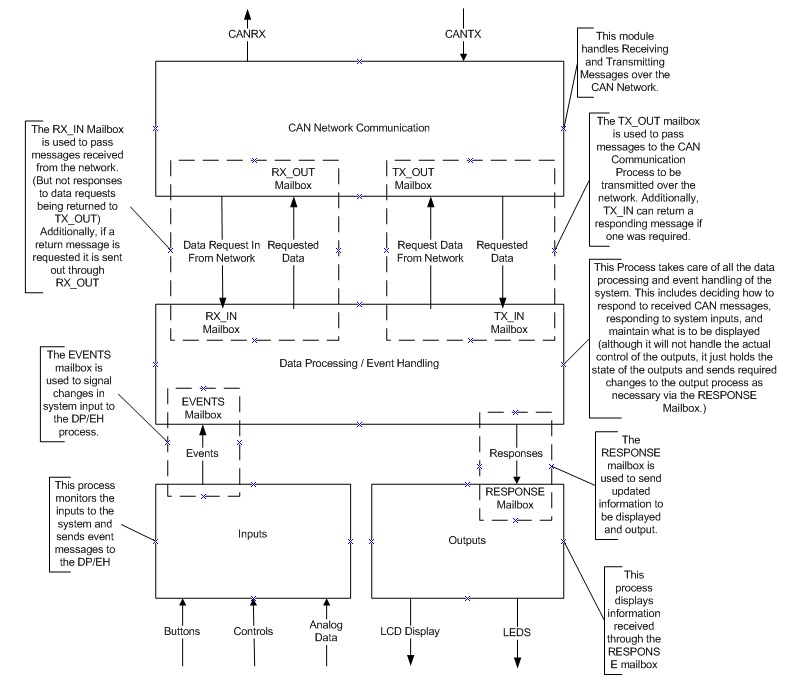 CANRX
CANTX
This module
handles Receiving
and Transmitting
Messages over the
CAN Network.
CAN Network Communication
The RX_IN Mailbox
is used to pass
messages received
from the network.
(But not responses
to data requests
being returned to
TX_OUT)
Additionally, if a
return message is
requested it is sent
out through
RX_OUT
RX_OUT
Mailbox
TX_OUT
Mailbox
The TX_OUT mailbox
is used to pass
messages to the CAN
Communication
Process to be
transmitted over the
network. Additionally,
TX_IN can return a
responding message if
one was required.
Data Request In
From Network
Requested
Data
Request Data
From Network
Requested
Data
RX_IN
Mailbox
TX_IN
Mailbox
Data Processing / Event Handling
This Process takes care of all the data
processing and event handling of the
system. This includes deciding how to
respond to received CAN messages,
responding to system inputs, and
maintain what is to be displayed
(although it will not handle the actual
control of the outputs, it just holds the
state of the outputs and sends required
changes to the output process as
necessary via the RESPONSE
Mailbox.)
The EVENTS
mailbox is
used to signal
changes in
system input to
the DP/EH
process.
EVENTS
Mailbox
Events
Responses
RESPONSE
Mailbox
The
RESPONSE
mailbox is
used to send
updated
information to
be displayed
and output.
This process
monitors the
inputs to the
system and
sends event
messages to
the DP/EH
Inputs
Outputs
This
process
displays
information
received
through the
RESPONS
E mailbox
Buttons
Controls
Analog
Data
LCD Display
LEDS